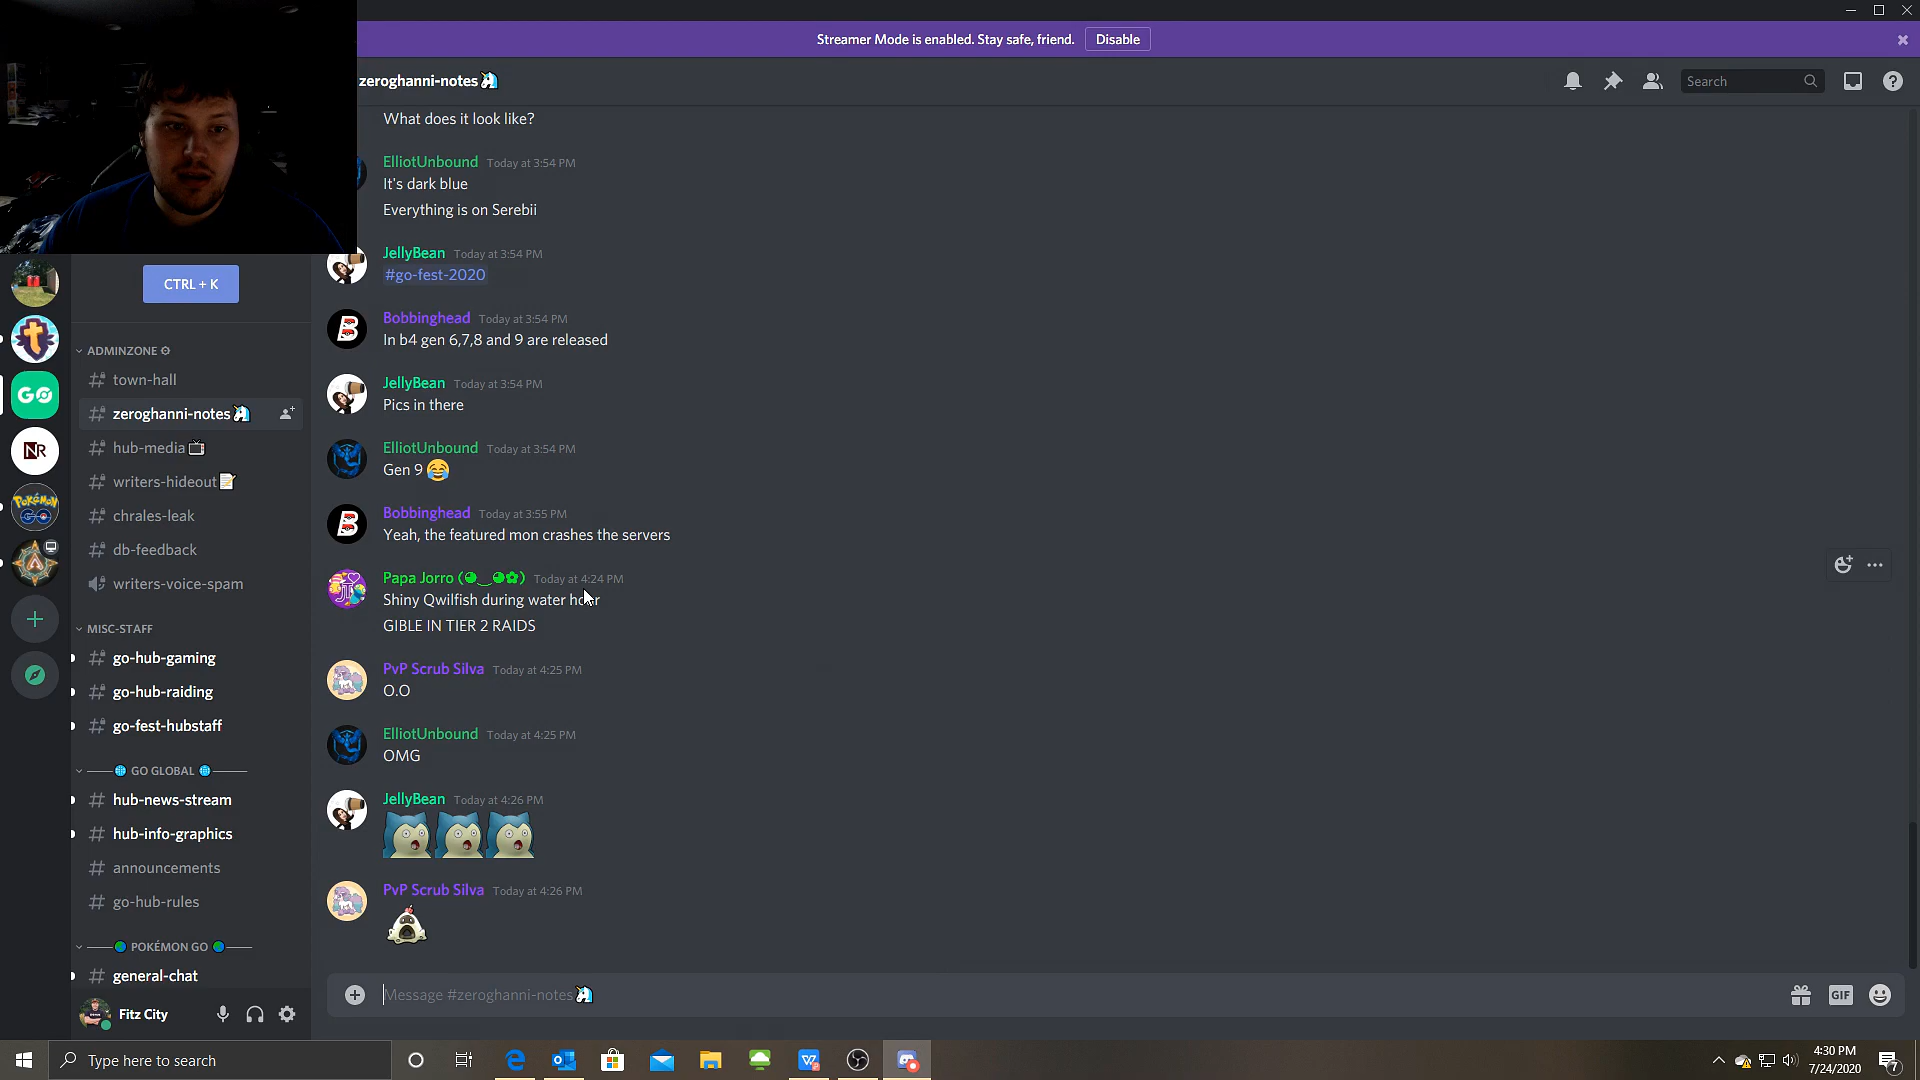 Streamer Mode is enabled. Stay safe, friend. Disable
zeroghanni-notes
Search
CTRL + K
ADMINZONE
town-hall
zeroghanni-notes
hub-media
writers-hideout
chrales-leak
db-feedback
writers-voice-spam
MISC-STAFF
go-hub-gaming
go-hub-raiding
go-fest-hubstaff
GO GLOBAL
hub-news-stream
hub-info-graphics
announcements
go-hub-rules
POKÉMON GO
general-chat
Fitz City
GO
NR
POKÉMON
GO
What does it look like?
ElliotUnbound Today at 3:54 PM
It's dark blue
Everything is on Serebii
JellyBean Today at 3:54 PM
#go-fest-2020
Bobbinghead Today at 3:54 PM
In b4 gen 6,7,8 and 9 are released
JellyBean Today at 3:54 PM
Pics in there
ElliotUnbound Today at 3:54 PM
Gen 9 😂
Bobbinghead Today at 3:55 PM
Yeah, the featured mon crashes the servers
Papa Jorro (◕‿◕✿) Today at 4:24 PM
Shiny Qwilfish during water hour
GIBLE IN TIER 2 RAIDS
PvP Scrub Silva Today at 4:25 PM
O.O
ElliotUnbound Today at 4:25 PM
OMG
JellyBean Today at 4:26 PM
PvP Scrub Silva Today at 4:26 PM
Message #zeroghanni-notes
GIF
Type here to search
4:30 PM
7/24/2020
7